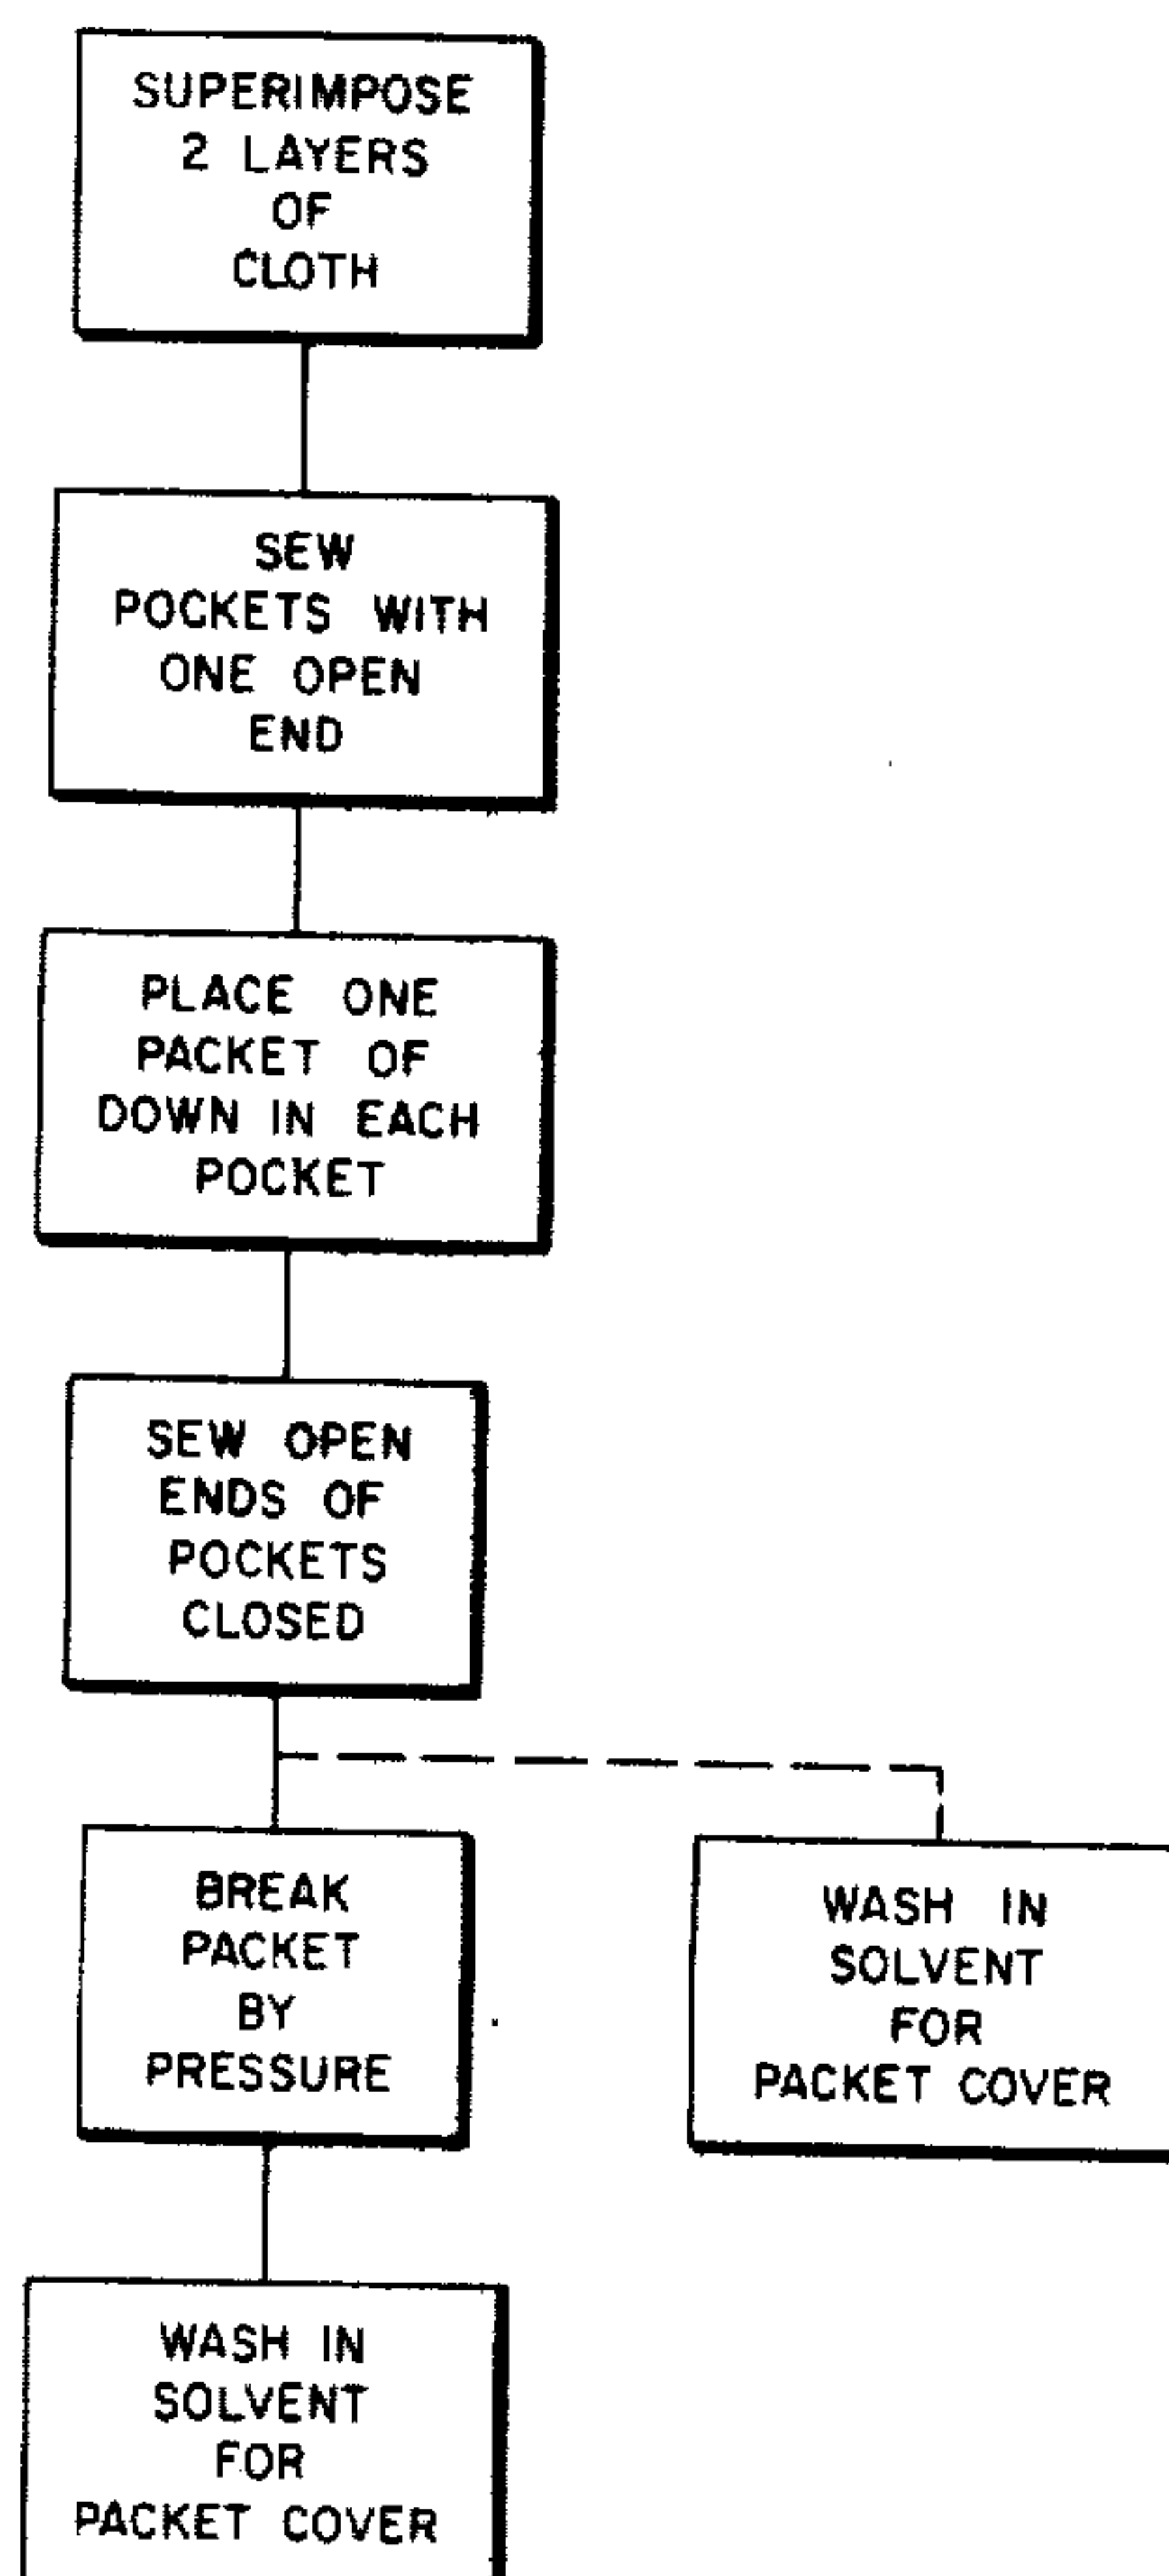 SUPERIMPOSE
2 LAYERS
OF
CLOTH
SEW
POCKETS WITH
ONE OPEN
END
PLACE ONE
PACKET OF
DOWN IN EACH
POCKET
SEW OPEN
ENDS OF
POCKETS
CLOSED
BREAK
PACKET
BY
PRESSURE
WASH IN
SOLVENT
FOR
PACKET COVER
WASH IN
SOLVENT
FOR
PACKET COVER